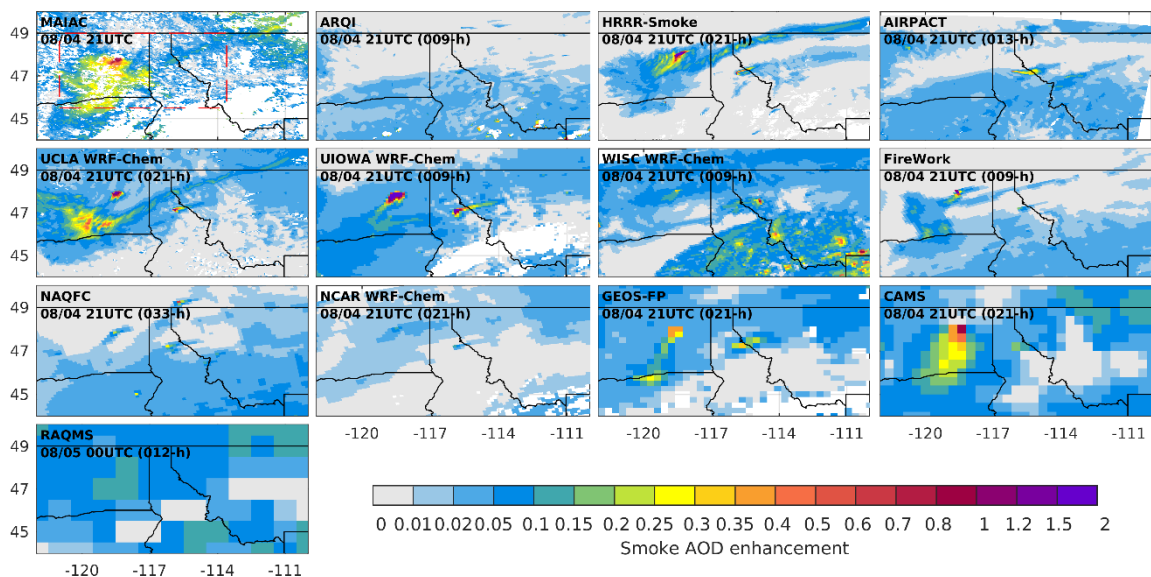 MAIAC
08/04 21UTC
ARQI
08/04 21UTC (009-h)
HRRR-Smoke
08/04 21UTC (021-h)
AIRPACT
08/04 21UTC (013-h)
49
47
45
UCLA WRF-Chem
08/04 21UTC (021-h)
UIOWA WRF-Chem
08/04 21UTC (009-h)
WISC WRF-Chem
08/04 21UTC (009-h)
FireWork
08/04 21UTC (009-h)
49
47
45
NAQFC
08/04 21UTC (033-h)
NCAR WRF-Chem
08/04 21UTC (021-h)
GEOS-FP
08/04 21UTC (021-h)
CAMS
08/04 21UTC (021-h)
49
47
45
-120 -117 -114 -111 -120 -117 -114 -111 -120 -117 -114 -111
RAQMS
08/05 00UTC (012-h)
49
47
45
-120 -117 -114 -111
0 0.01 0.02 0.05 0.1 0.15 0.2 0.25 0.3 0.35 0.4 0.5 0.6 0.7 0.8 1 1.2 1.5 2
Smoke AOD enhancement